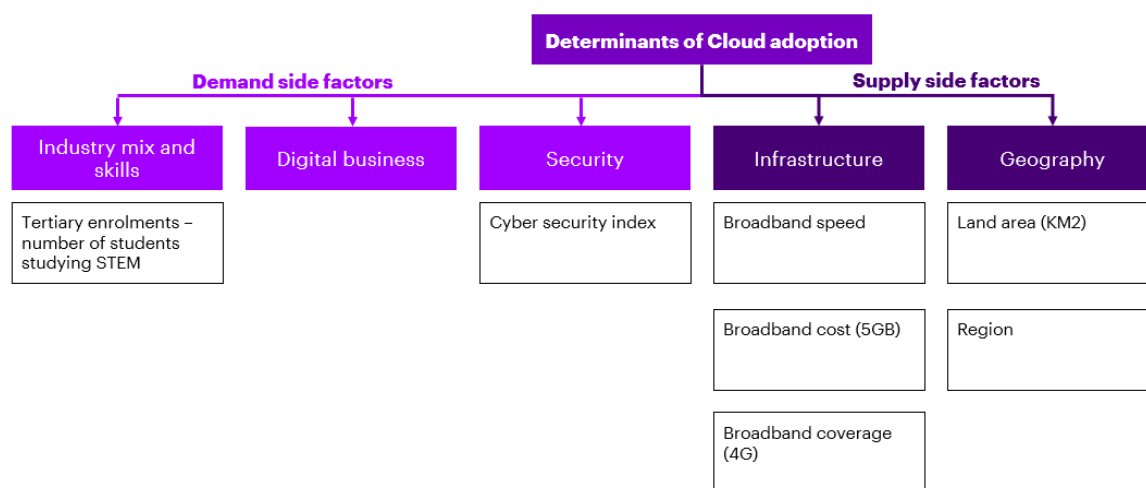 Determinants of Cloud adoption
Demand side factors
Supply side factors
Industry mix and
skills
Digital business
Security
Infrastructure
Geography
Tertiary enrolments –
number of students
studying STEM
Cyber security index
Broadband speed
Land area (KM2)
Broadband cost (5GB)
Region
Broadband coverage
(4G)